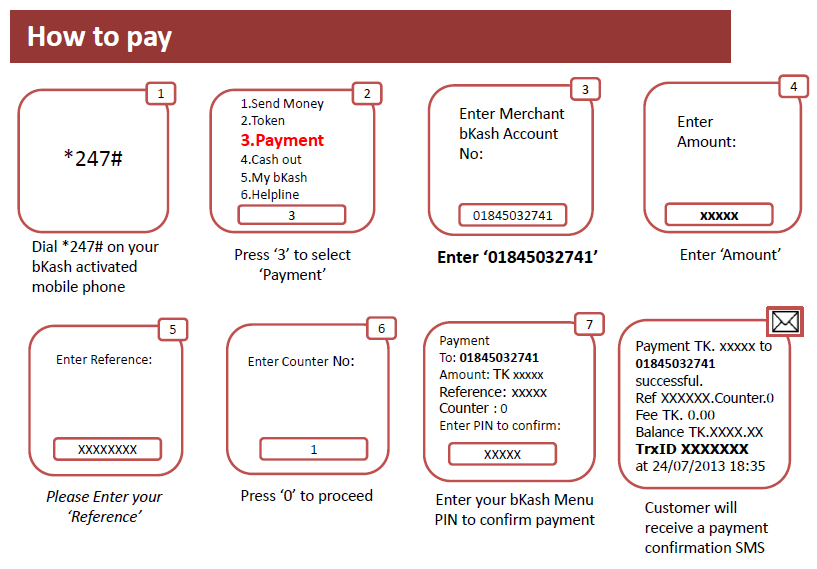 How to pay
1
*247#
Dial *247# on your
bKash activated
mobile phone
2
1.Send Money
2.Token
3.Payment
4.Cash out
5.My bKash
6.Helpline
3
Press ‘3’ to select
‘Payment’
3
Enter Merchant
bKash Account
No:
01845032741
Enter ‘01845032741’
4
Enter
Amount:
xxxxx
Enter ‘Amount’
5
Enter Reference:
XXXXXXXX
Please Enter your
‘Reference’
6
Enter Counter No:
1
Press ‘0’ to proceed
7
Payment
To: 01845032741
Amount: TK xxxxx
Reference: xxxxx
Counter : 0
Enter PIN to confirm:
XXXXX
Enter your bKash Menu
PIN to confirm payment
Payment TK. xxxxx to
01845032741
successful.
Ref XXXXXX.Counter.0
Fee TK. 0.00
Balance TK.XXXX.XX
TrxID XXXXXXX
at 24/07/2013 18:35
Customer will
receive a payment
confirmation SMS